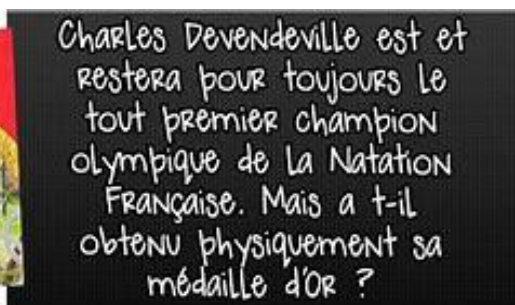 Charles Devendeville est et
restera pour toujours le
tout premier champion
olympique de la Natation
Française. Mais a t-il
obtenu physiquement sa
médaille d'Or ?